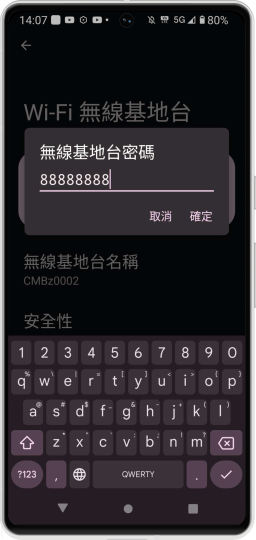 14:07 5G 80%
Wi-Fi 無線基地台
無線基地台密碼
88888888
取消 確定
無線基地台名稱
CMBz0002
安全性
1 2 3 4 5 6 7 8 9 0
q w e r t y u i o p
a s d f g h j k l
z x c v b n m
?123 , QWERTY .